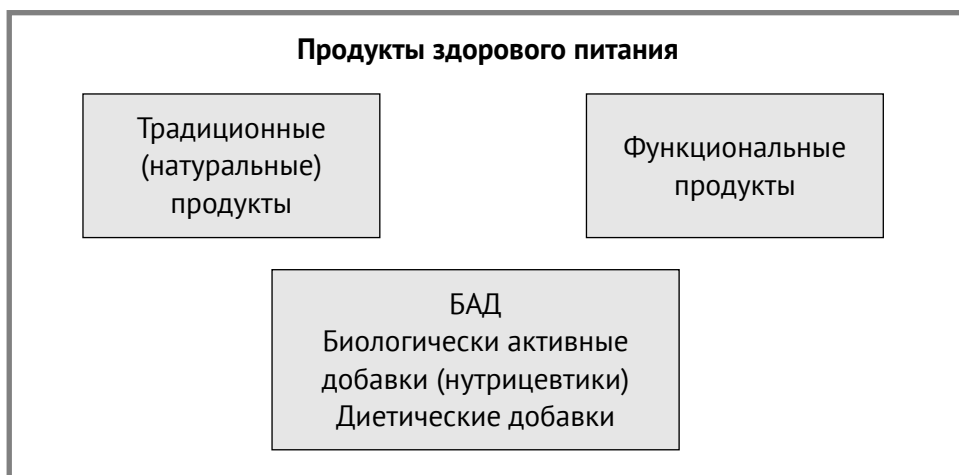 Продукты здорового питания
Традиционные
(натуральные)
продукты
Функциональные
продукты
БАД
Биологически активные
добавки (нутрицевтики)
Диетические добавки